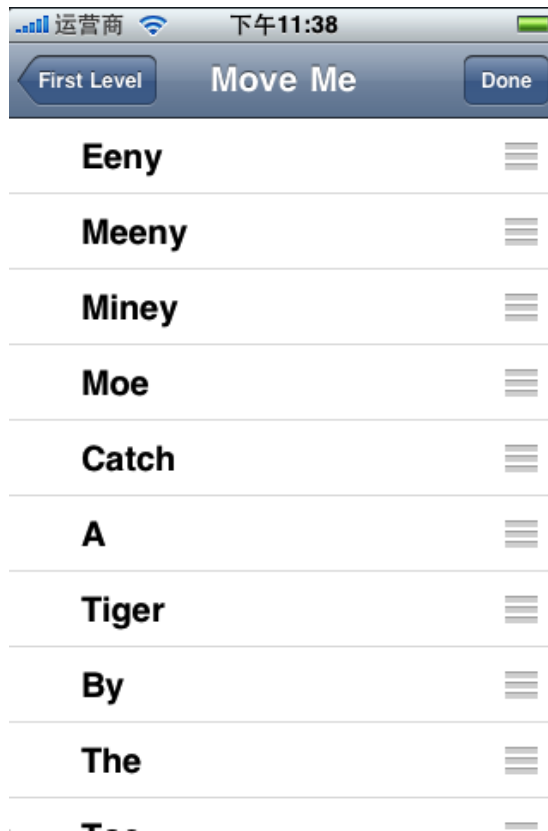 运营商 下午11:38
First Level Move Me Done
Eeny
Meeny
Miney
Moe
Catch
A
Tiger
By
The